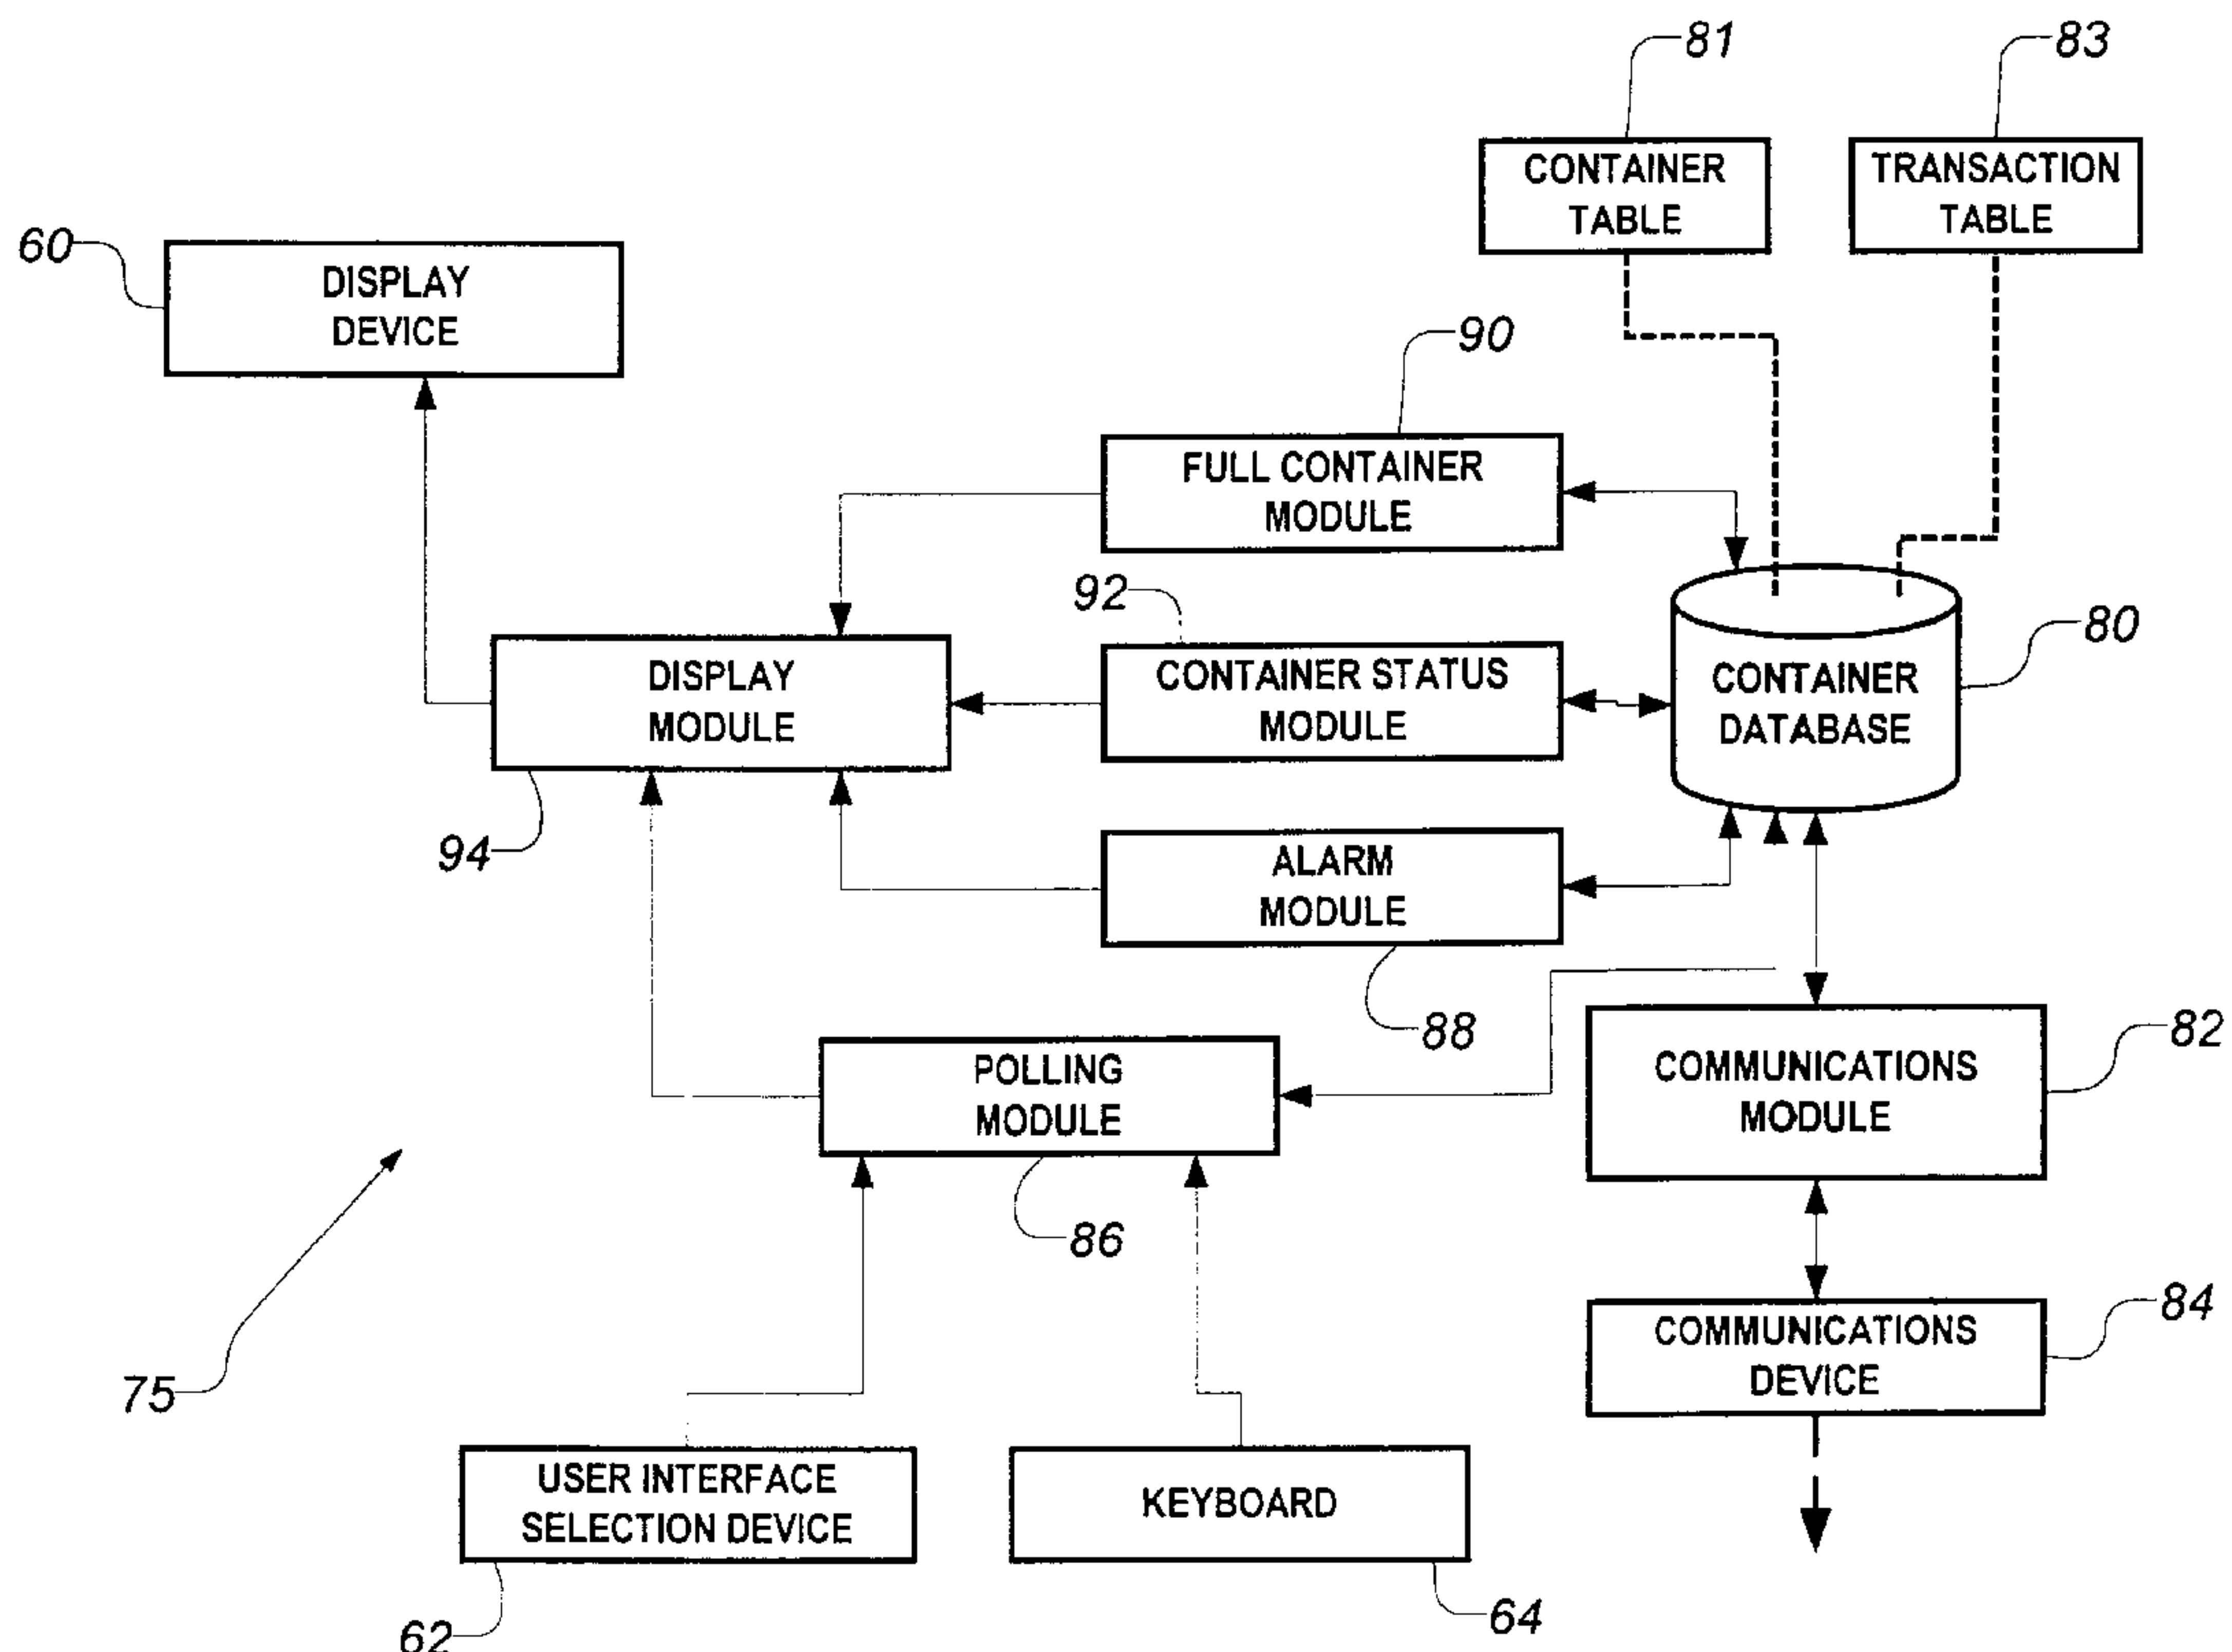 81
83
CONTAINER
TABLE
TRANSACTION
TABLE
60
DISPLAY
DEVICE
90
FULL CONTAINER
MODULE
92
CONTAINER STATUS
MODULE
DISPLAY
MODULE
CONTAINER
DATABASE
80
94
ALARM
MODULE
88
POLLING
MODULE
86
COMMUNICATIONS
MODULE
82
75
COMMUNICATIONS
DEVICE
84
USER INTERFACE
SELECTION DEVICE
KEYBOARD
62
64